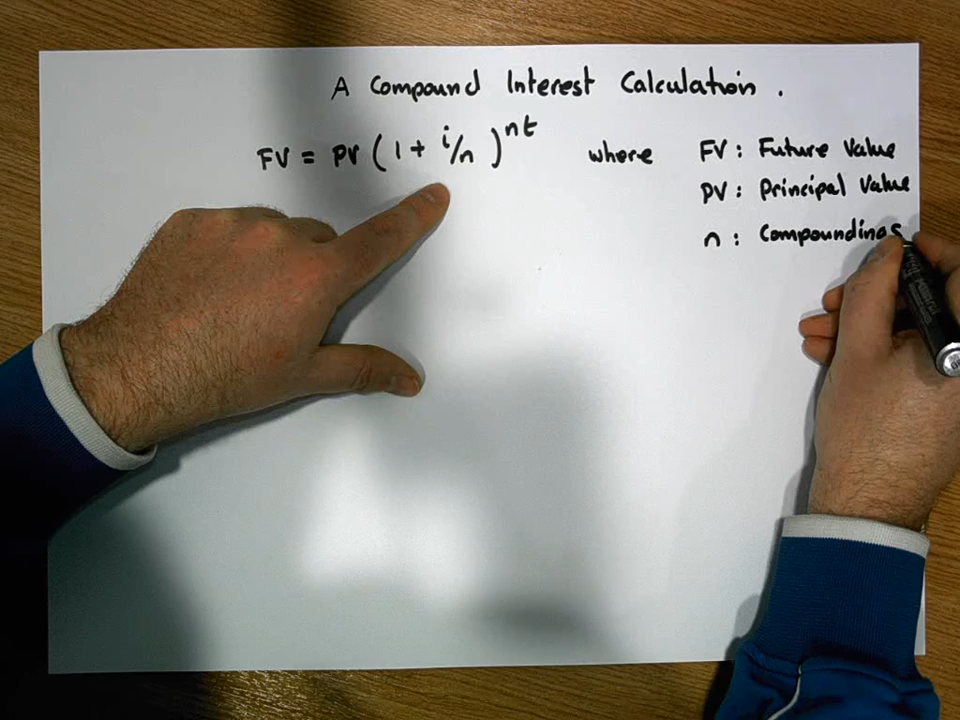 A Compound Interest Calculation .
FV = PV ( 1 + i/n )^nt where FV : Future Value
PV : Principal Value
n : Compoundings